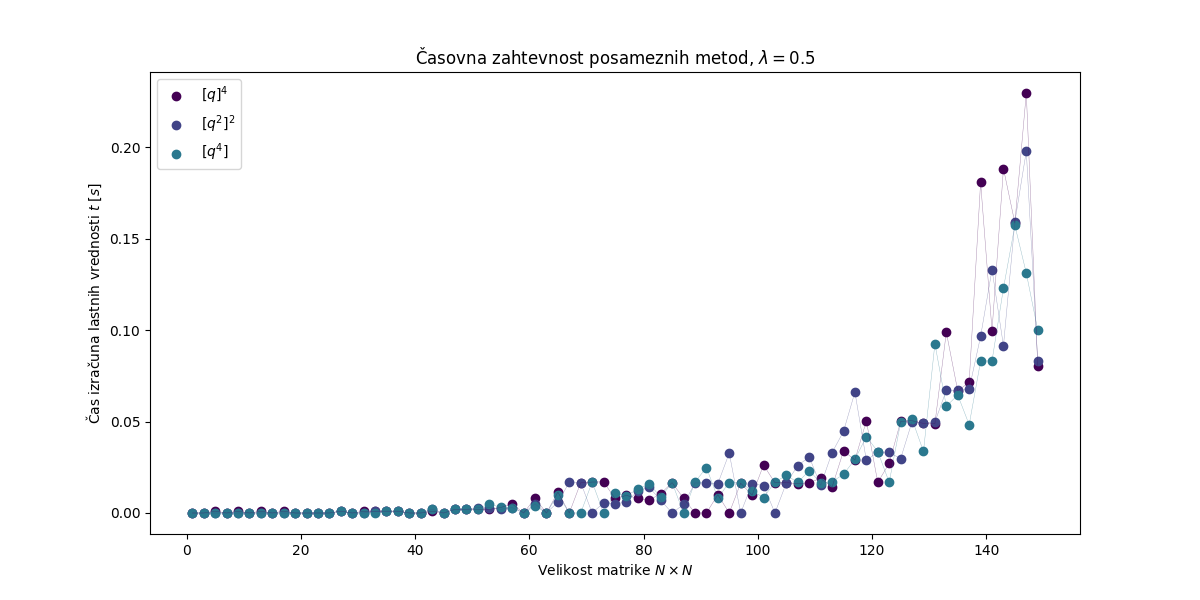 Časovna zahtevnost posameznih metod, λ = 0.5
[q]⁴
[q²]²
[q⁴]
Čas izračuna lastnih vrednosti t [s]
0.20
0.15
0.10
0.05
0.00
0 20 40 60 80 100 120 140
Velikost matrike N × N